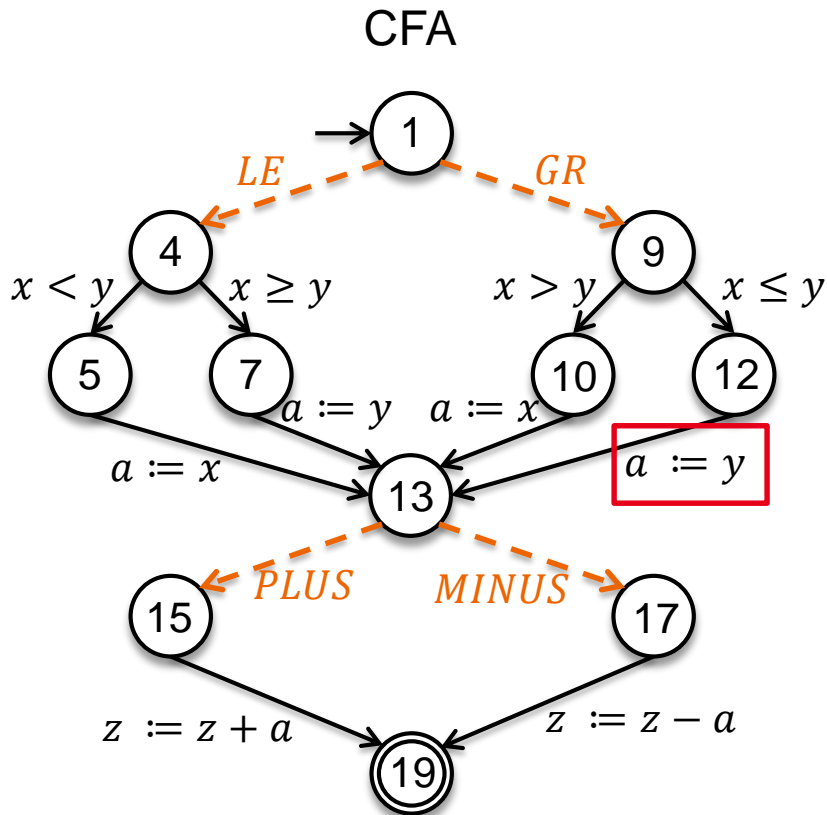 CFA
1
LE GR
4 9
x < y x ≥ y x > y x ≤ y
5 7 10 12
a := y a := x
a := x a := y
13
PLUS MINUS
15 17
z := z + a z := z − a
19